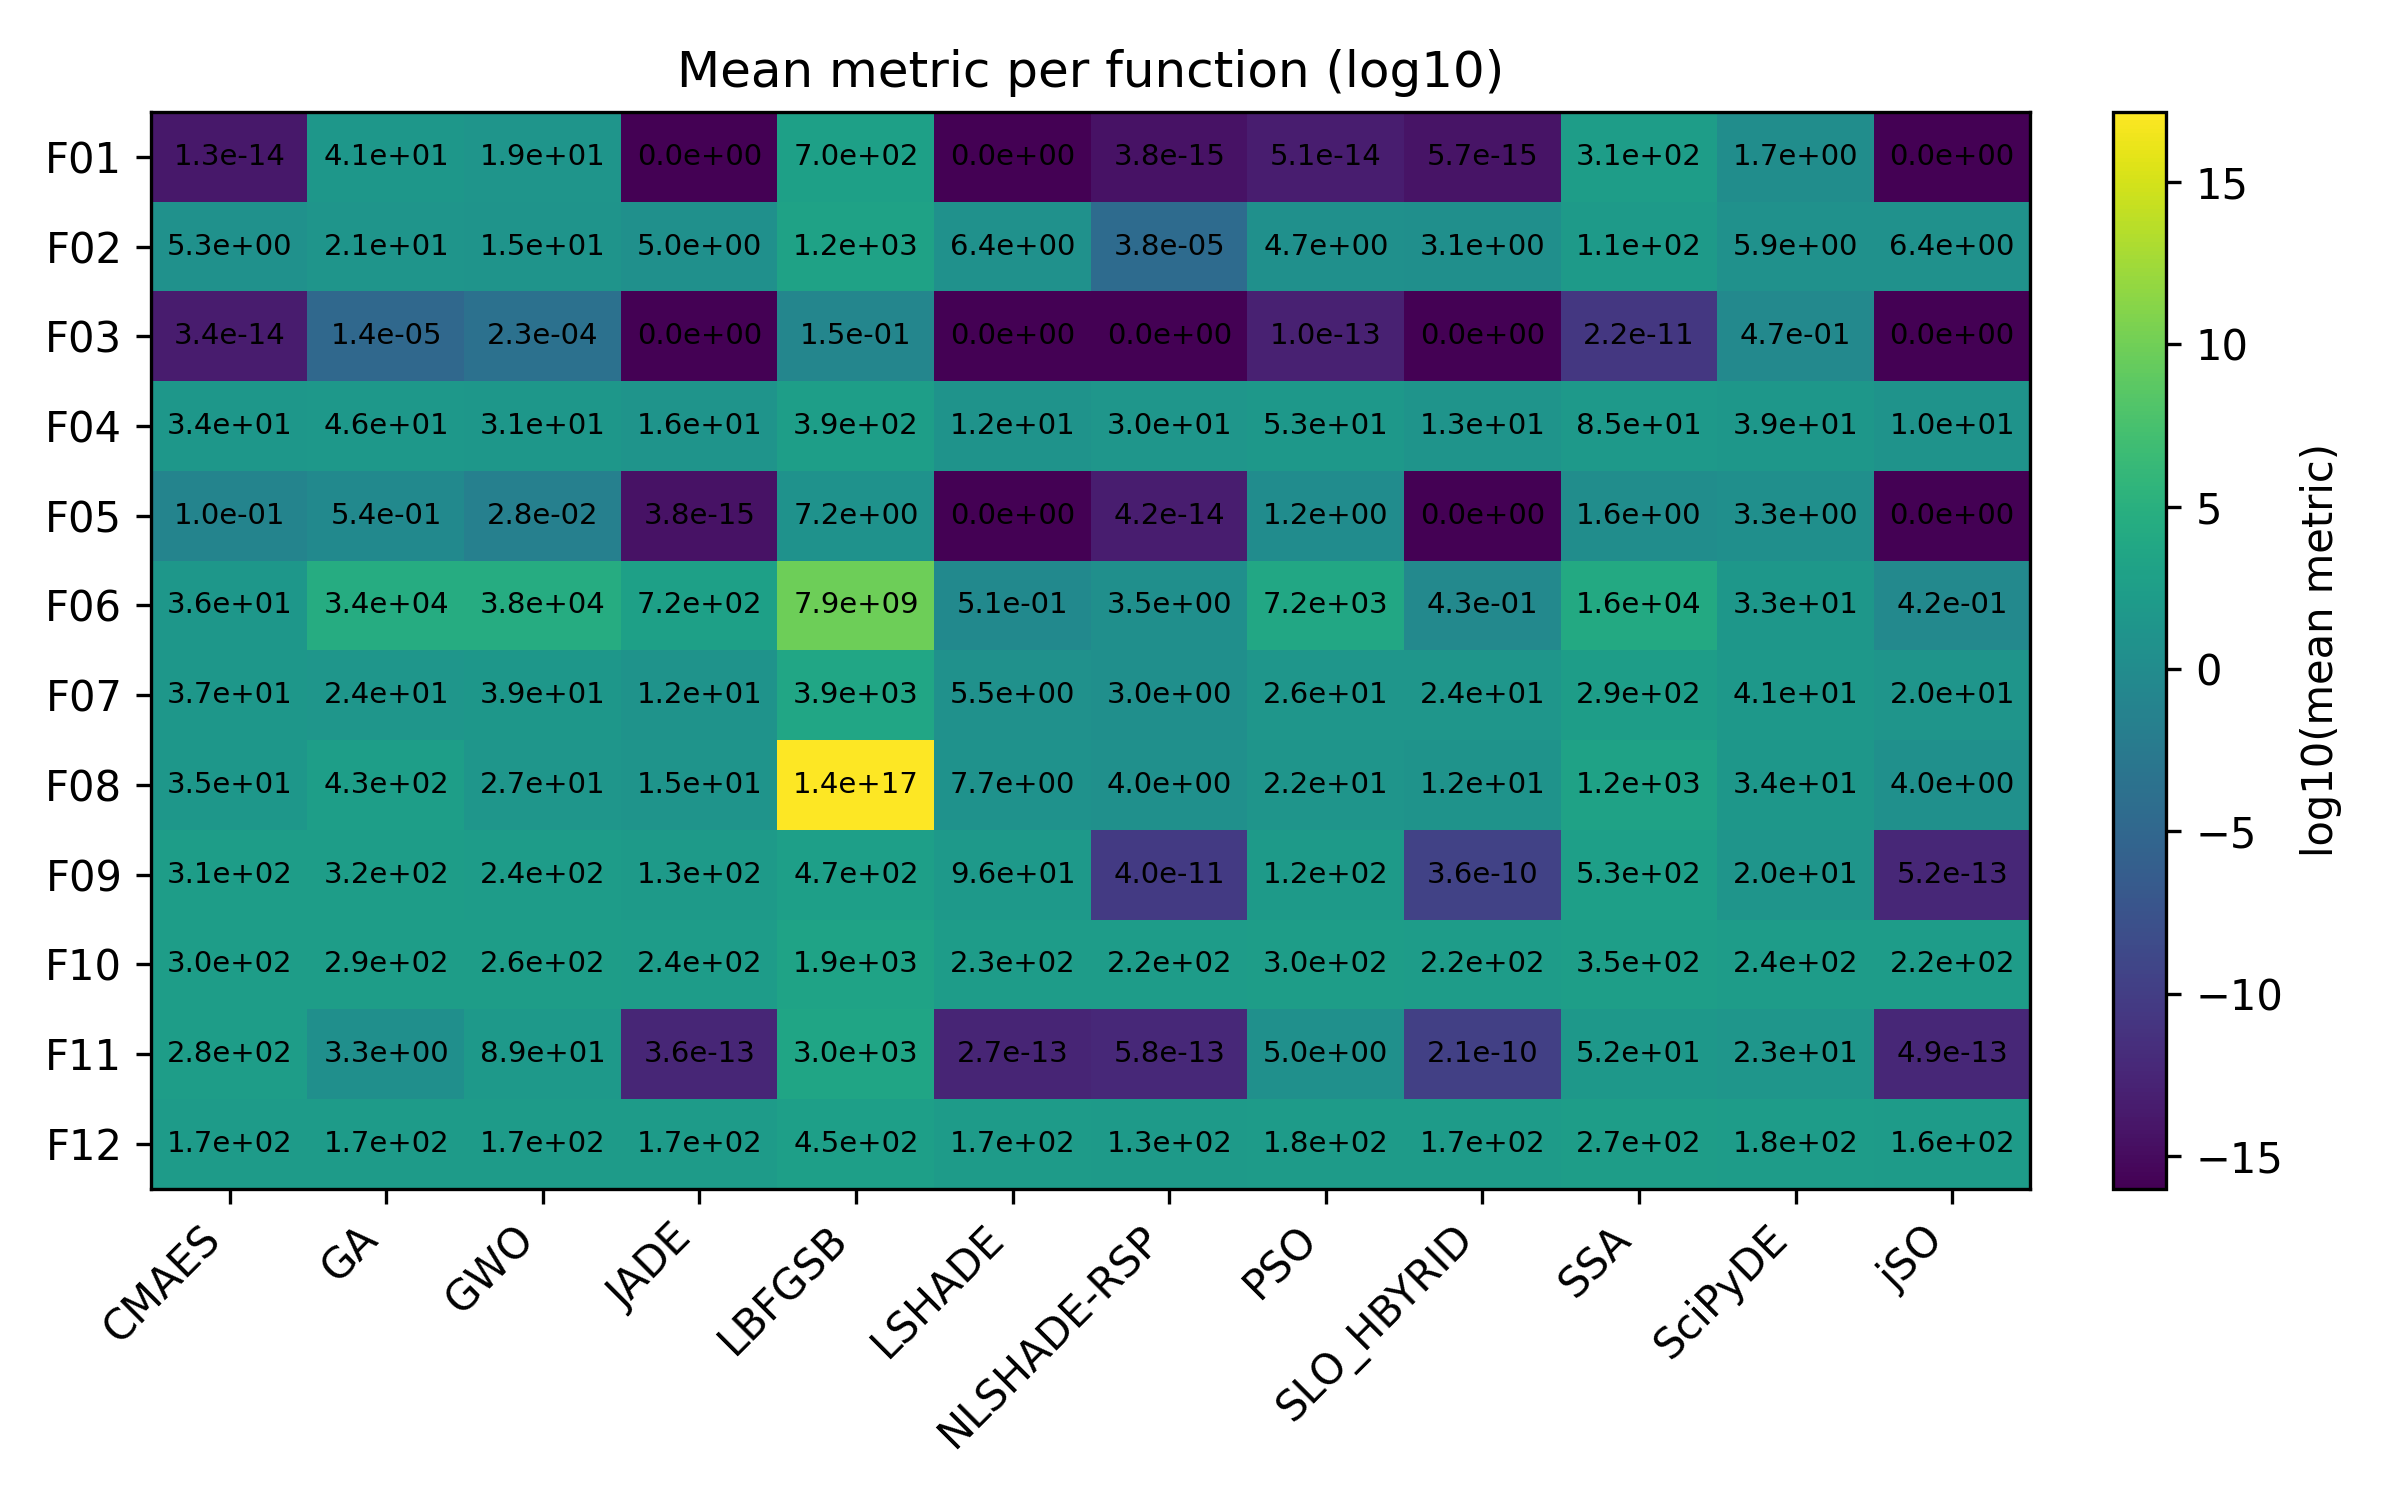 Mean metric per function (log10)
F01 1.3e-14 4.1e+01 1.9e+01 0.0e+00 7.0e+02 0.0e+00 3.8e-15 5.1e-14 5.7e-15 3.1e+02 1.7e+00 0.0e+00
F02 5.3e+00 2.1e+01 1.5e+01 5.0e+00 1.2e+03 6.4e+00 3.8e-05 4.7e+00 3.1e+00 1.1e+02 5.9e+00 6.4e+00
F03 3.4e-14 1.4e-05 2.3e-04 0.0e+00 1.5e-01 0.0e+00 0.0e+00 1.0e-13 0.0e+00 2.2e-11 4.7e-01 0.0e+00
F04 3.4e+01 4.6e+01 3.1e+01 1.6e+01 3.9e+02 1.2e+01 3.0e+01 5.3e+01 1.3e+01 8.5e+01 3.9e+01 1.0e+01
F05 1.0e-01 5.4e-01 2.8e-02 3.8e-15 7.2e+00 0.0e+00 4.2e-14 1.2e+00 0.0e+00 1.6e+00 3.3e+00 0.0e+00
F06 3.6e+01 3.4e+04 3.8e+04 7.2e+02 7.9e+09 5.1e-01 3.5e+00 7.2e+03 4.3e-01 1.6e+04 3.3e+01 4.2e-01
F07 3.7e+01 2.4e+01 3.9e+01 1.2e+01 3.9e+03 5.5e+00 3.0e+00 2.6e+01 2.4e+01 2.9e+02 4.1e+01 2.0e+01
F08 3.5e+01 4.3e+02 2.7e+01 1.5e+01 1.4e+17 7.7e+00 4.0e+00 2.2e+01 1.2e+01 1.2e+03 3.4e+01 4.0e+00
F09 3.1e+02 3.2e+02 2.4e+02 1.3e+02 4.7e+02 9.6e+01 4.0e-11 1.2e+02 3.6e-10 5.3e+02 2.0e+01 5.2e-13
F10 3.0e+02 2.9e+02 2.6e+02 2.4e+02 1.9e+03 2.3e+02 2.2e+02 3.0e+02 2.2e+02 3.5e+02 2.4e+02 2.2e+02
F11 2.8e+02 3.3e+00 8.9e+01 3.6e-13 3.0e+03 2.7e-13 5.8e-13 5.0e+00 2.1e-10 5.2e+01 2.3e+01 4.9e-13
F12 1.7e+02 1.7e+02 1.7e+02 1.7e+02 4.5e+02 1.7e+02 1.3e+02 1.8e+02 1.7e+02 2.7e+02 1.8e+02 1.6e+02
CMAES GA GWO JADE LBFGSB LSHADE NLSHADE-RSP PSO SLO_HBYRID SSA SciPyDE jSO
15
10
5
0
−5
−10
−15
log10(mean metric)